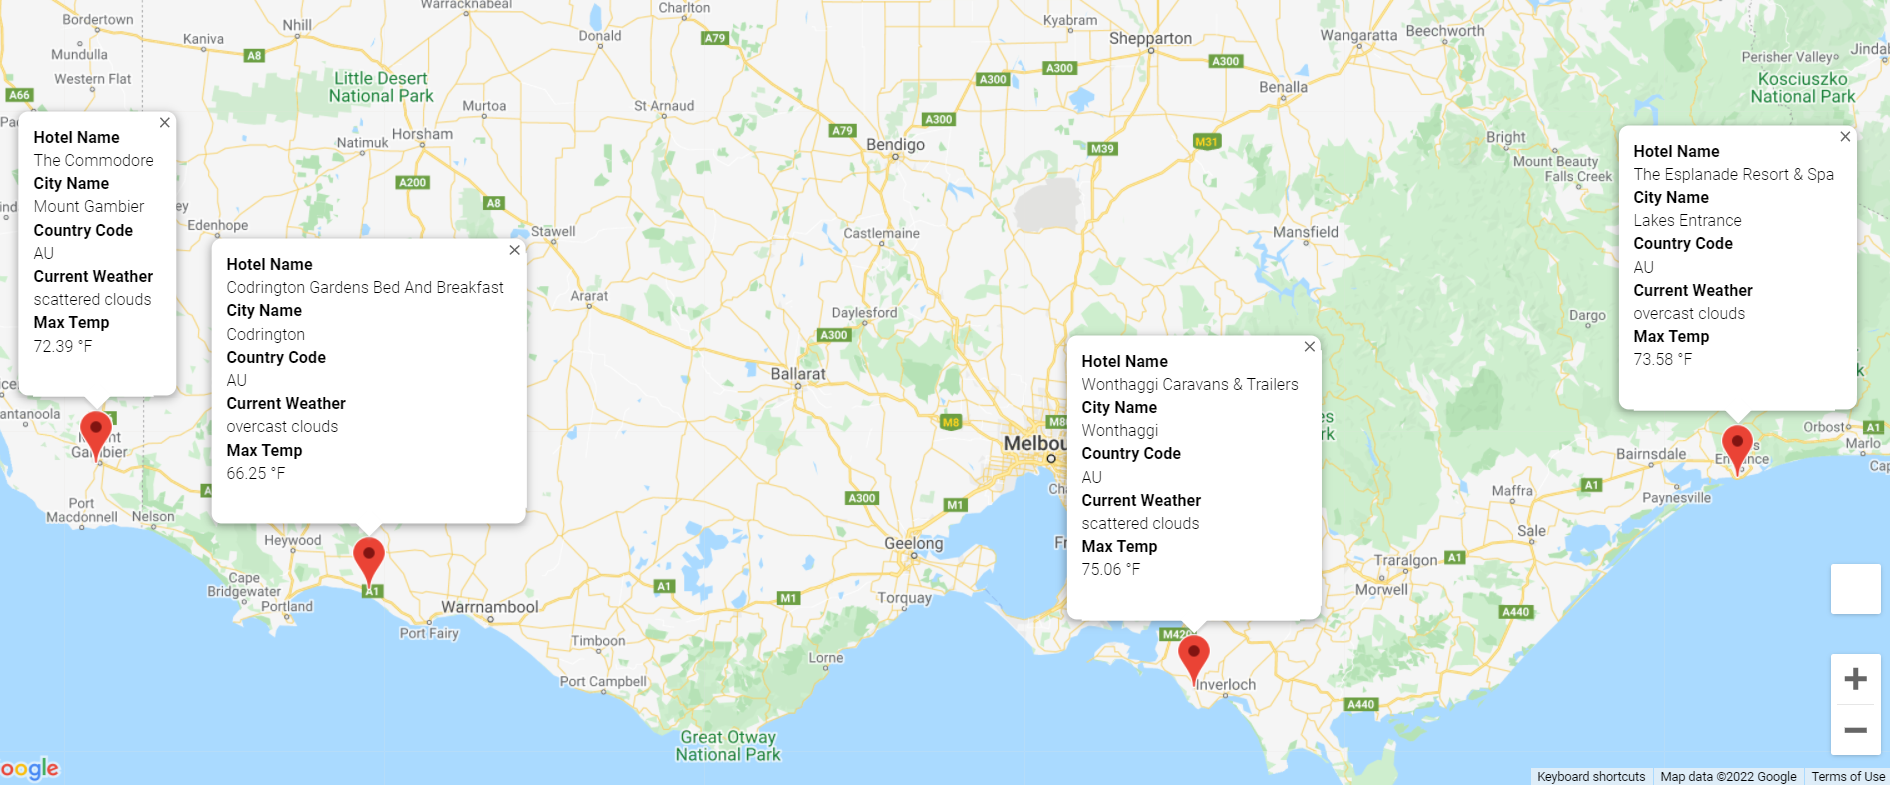 Warracknabeal
Charlton
Bordertown
Nhill
Kyabram
Donald
Kaniva
A79
Shepparton
Wangaratta
Beechworth
Mundulla
A8
A300
Perisher Valley
Western Flat
Little Desert
National Park
A300
A300
Benalla
Kosciuszko
National Park
A66
Murtoa
St Arnaud
Horsham
Natimuk
A79
A300
Bendigo
M39
M31
Bright
Mount Beauty
Falls Creek
A200
A8
Edenhope
Stawell
Castlemaine
Mansfield
Ararat
Daylesford
A300
Dargo
Ballarat
Hotel Name
The Commodore
City Name
Mount Gambier
Country Code
AU
Current Weather
scattered clouds
Max Temp
72.39 °F
Hotel Name
Codrington Gardens Bed And Breakfast
City Name
Codrington
Country Code
AU
Current Weather
overcast clouds
Max Temp
66.25 °F
Hotel Name
Wonthaggi Caravans & Trailers
City Name
Wonthaggi
Country Code
AU
Current Weather
scattered clouds
Max Temp
75.06 °F
Hotel Name
The Esplanade Resort & Spa
City Name
Lakes Entrance
Country Code
AU
Current Weather
overcast clouds
Max Temp
73.58 °F
M8
M8
Melbou
Gambier
Orbost
A1
Marlo
Bairnsdale
Paynesville
Maffra
A1
Sale
A300
M1
Port
Macdonnell
Nelson
Heywood
Geelong
Traralgon
A1
Morwell
Cape
Bridgewater
Portland
A1
Warrnambool
Port Fairy
A1
M1
Torquay
A440
Timboon
Lorne
M420
Port Campbell
Inverloch
A440
Great Otway
National Park
oogle
Keyboard shortcuts
Map data ©2022 Google
Terms of Use